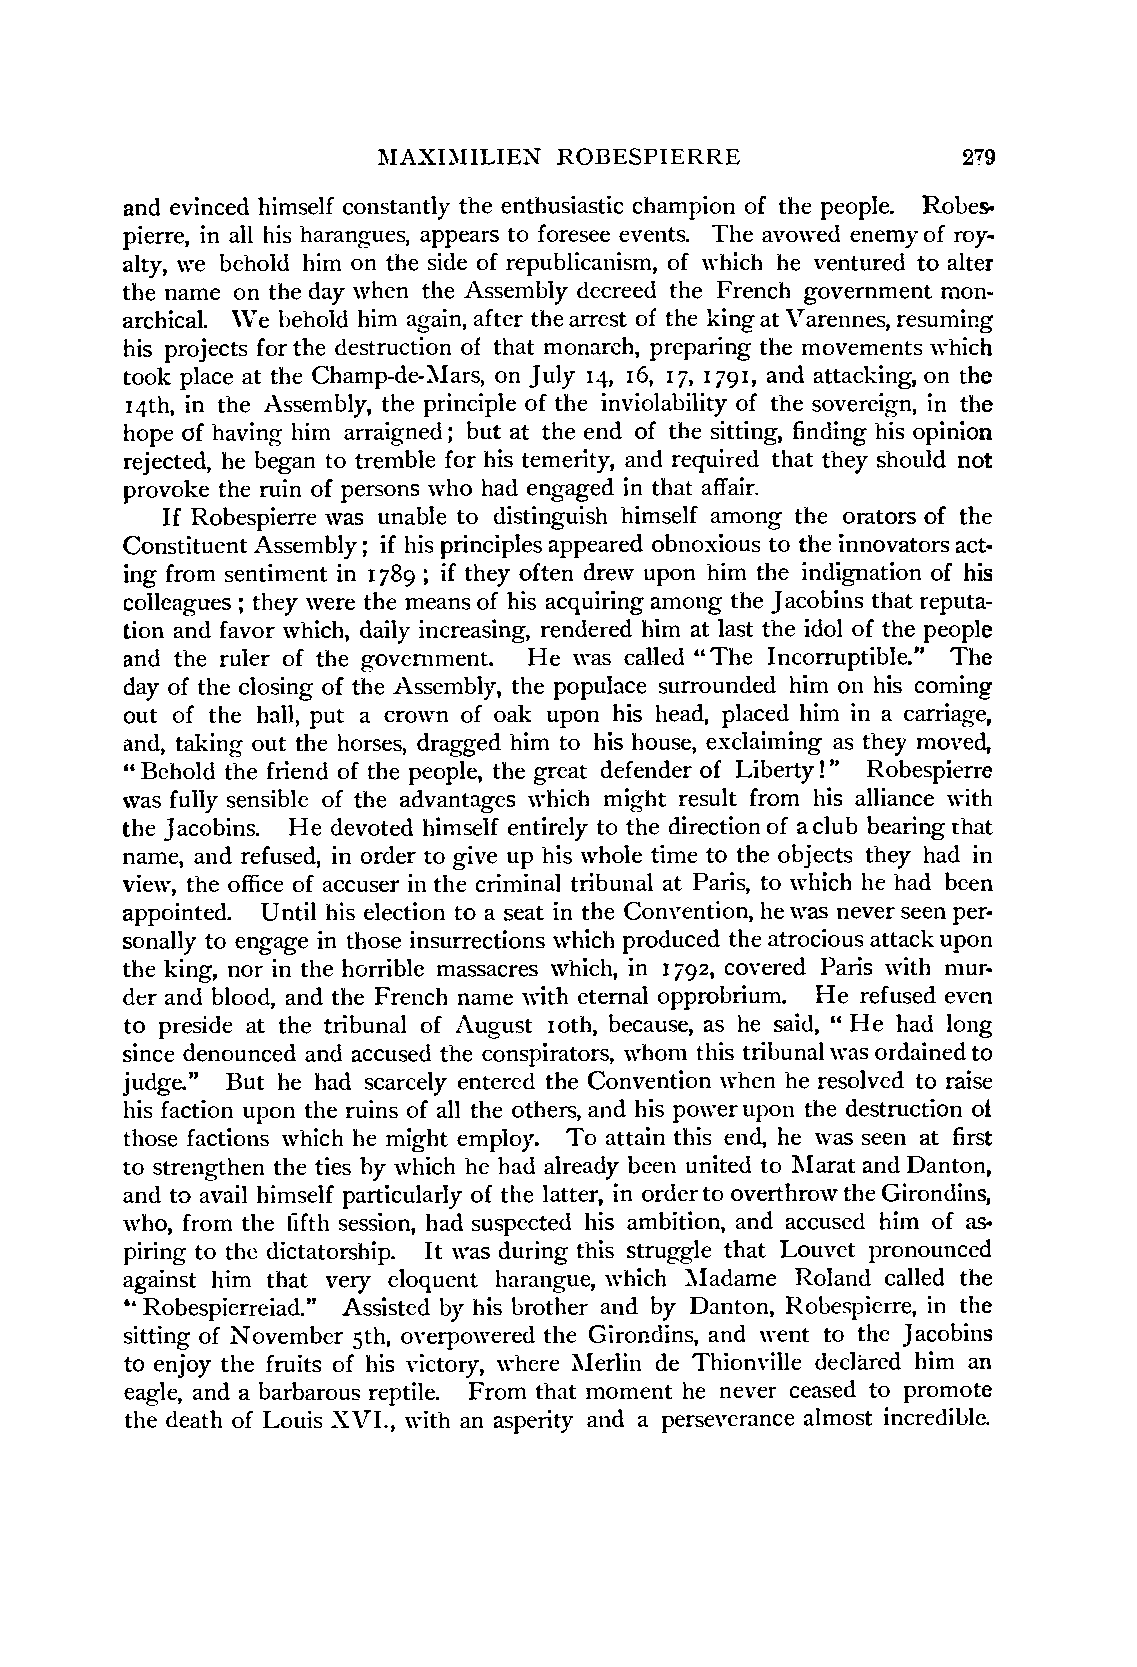 MAXIMILIEN ROBESPIERRE 279
and evinced himself constantly the enthusiastic champion of the people. Robes-
pierre, in all his harangues, appears to foresee events. The avowed enemy of roy-
alty, we behold him on the side of republicanism, of which he ventured to alter
the name on the day when the Assembly decreed the French government mon-
archical. We behold him again, after the arrest of the king at Varennes, resuming
his projects for the destruction of that monarch, preparing the movements which
took place at the Champ-de-Mars, on July 14, 16, 17, 1791, and attacking, on the
14th, in the Assembly, the principle of the inviolability of the sovereign, in the
hope of having him arraigned; but at the end of the sitting, finding his opinion
rejected, he began to tremble for his temerity, and required that they should not
provoke the ruin of persons who had engaged in that affair.
If Robespierre was unable to distinguish himself among the orators of the
Constituent Assembly; if his principles appeared obnoxious to the innovators act-
ing from sentiment in 1789; if they often drew upon him the indignation of his
colleagues; they were the means of his acquiring among the Jacobins that reputa-
tion and favor which, daily increasing, rendered him at last the idol of the people
and the ruler of the government. He was called "The Incorruptible." The
day of the closing of the Assembly, the populace surrounded him on his coming
out of the hall, put a crown of oak upon his head, placed him in a carriage,
and, taking out the horses, dragged him to his house, exclaiming as they moved,
"Behold the friend of the people, the great defender of Liberty!" Robespierre
was fully sensible of the advantages which might result from his alliance with
the Jacobins. He devoted himself entirely to the direction of a club bearing that
name, and refused, in order to give up his whole time to the objects they had in
view, the office of accuser in the criminal tribunal at Paris, to which he had been
appointed. Until his election to a seat in the Convention, he was never seen per-
sonally to engage in those insurrections which produced the atrocious attack upon
the king, nor in the horrible massacres which, in 1792, covered Paris with mur-
der and blood, and the French name with eternal opprobrium. He refused even
to preside at the tribunal of August 10th, because, as he said, "He had long
since denounced and accused the conspirators, whom this tribunal was ordained to
judge." But he had scarcely entered the Convention when he resolved to raise
his faction upon the ruins of all the others, and his power upon the destruction of
those factions which he might employ. To attain this end, he was seen at first
to strengthen the ties by which he had already been united to Marat and Danton,
and to avail himself particularly of the latter, in order to overthrow the Girondins,
who, from the fifth session, had suspected his ambition, and accused him of as-
piring to the dictatorship. It was during this struggle that Louvet pronounced
against him that very eloquent harangue, which Madame Roland called the
"Robespierreiad." Assisted by his brother and by Danton, Robespierre, in the
sitting of November 5th, overpowered the Girondins, and went to the Jacobins
to enjoy the fruits of his victory, where Merlin de Thionville declared him an
eagle, and a barbarous reptile. From that moment he never ceased to promote
the death of Louis XVI., with an asperity and a perseverance almost incredible.